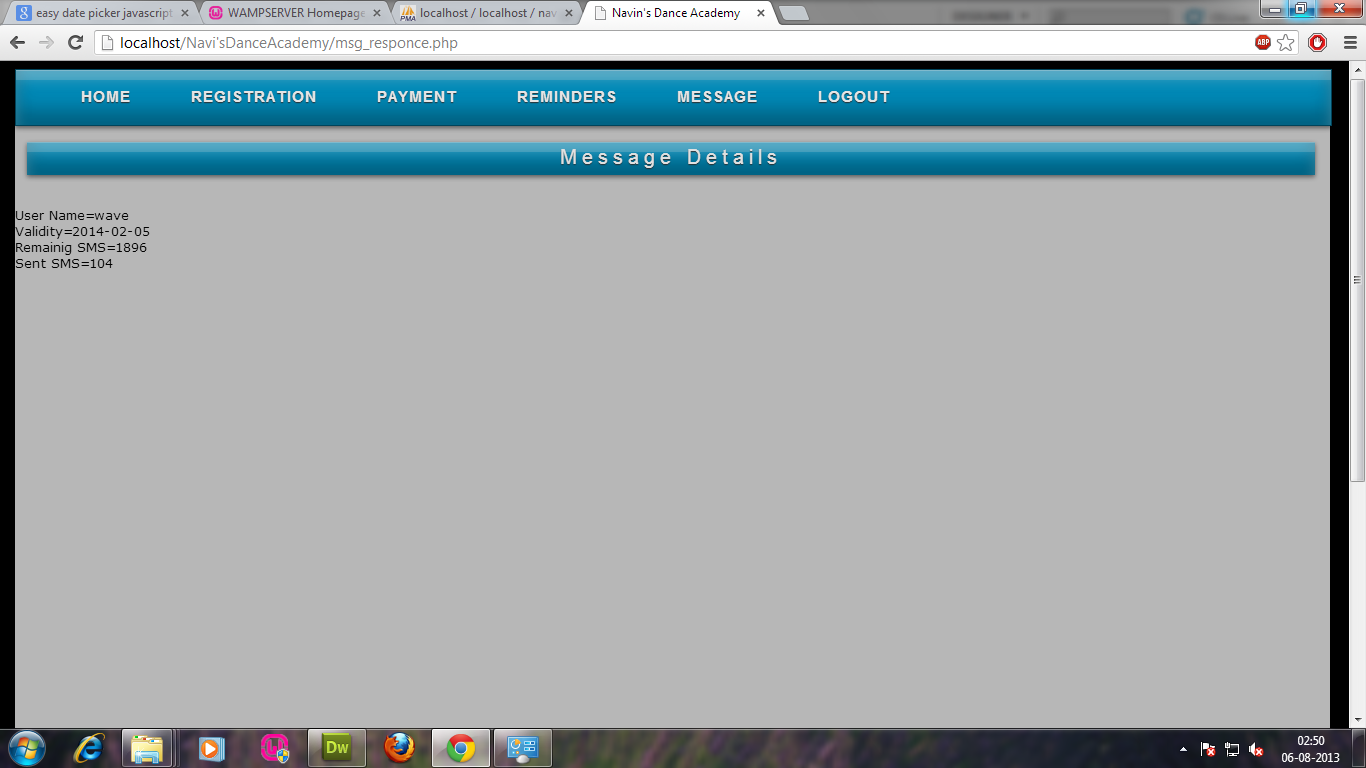 easy date picker javascript
WAMPSERVER Homepage
localhost / localhost / nav
Navin's Dance Academy
localhost/Navi'sDanceAcademy/msg_responce.php
ABP
HOME REGISTRATION PAYMENT REMINDERS MESSAGE LOGOUT
Message Details
User Name=wave
Validity=2014-02-05
Remainig SMS=1896
Sent SMS=104
Dw
02:50
06-08-2013